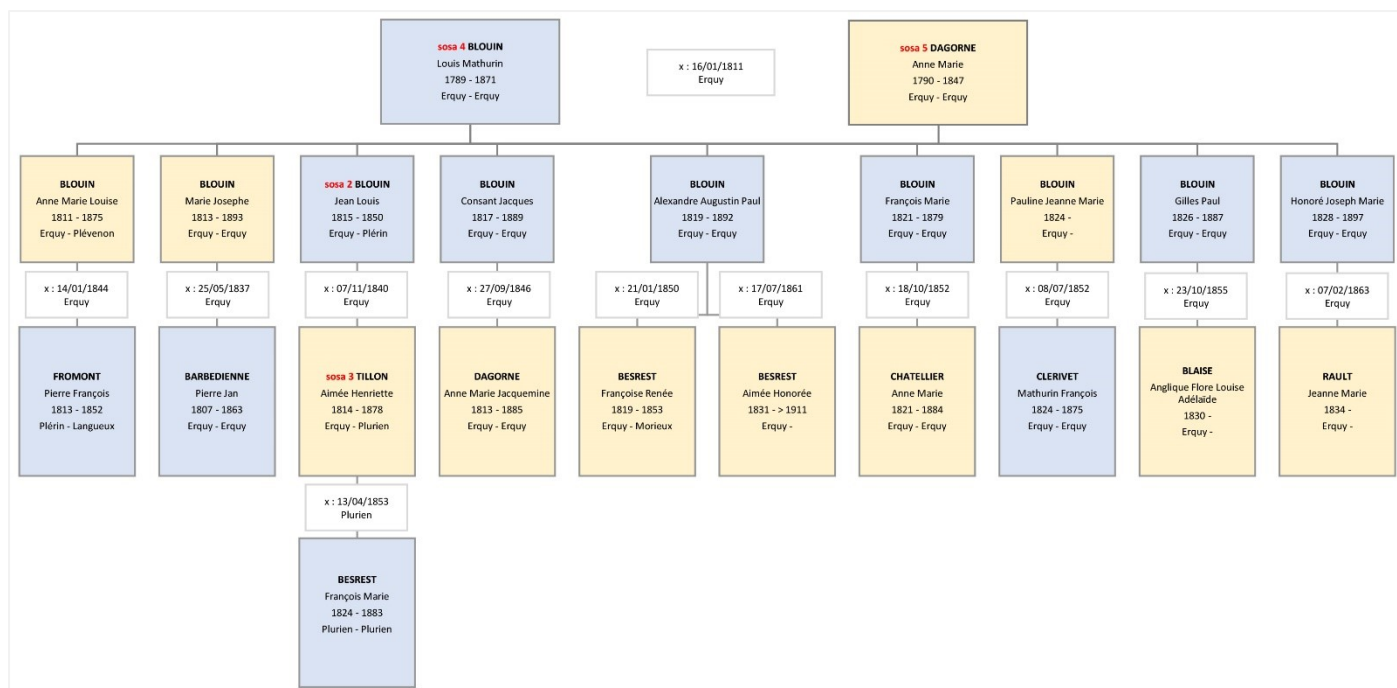 sosa 4 BLOUIN
Louis Mathurin
1789 - 1871
Erquy - Erquy
x : 16/01/1811
Erquy
sosa 5 DAGORNE
Anne Marie
1790 - 1847
Erquy - Erquy
BLOUIN
Anne Marie Louise
1811 - 1875
Erquy - Plévenon
BLOUIN
Marie Josephe
1813 - 1893
Erquy - Erquy
sosa 2 BLOUIN
Jean Louis
1815 - 1850
Erquy - Plérin
BLOUIN
Consant Jacques
1817 - 1889
Erquy - Erquy
BLOUIN
Alexandre Augustin Paul
1819 - 1892
Erquy - Erquy
BLOUIN
François Marie
1821 - 1879
Erquy - Erquy
BLOUIN
Pauline Jeanne Marie
1824 -
Erquy -
BLOUIN
Gilles Paul
1826 - 1887
Erquy - Erquy
BLOUIN
Honoré Joseph Marie
1828 - 1897
Erquy - Erquy
x : 14/01/1844
Erquy
x : 25/05/1837
Erquy
x : 07/11/1840
Erquy
x : 27/09/1846
Erquy
x : 21/01/1850
Erquy
x : 17/07/1861
Erquy
x : 18/10/1852
Erquy
x : 08/07/1852
Erquy
x : 23/10/1855
Erquy
x : 07/02/1863
Erquy
FROMONT
Pierre François
1813 - 1852
Plérin - Langueux
BARBEDIENNE
Pierre Jan
1807 - 1863
Erquy - Erquy
sosa 3 TILLON
Aimée Henriette
1814 - 1878
Erquy - Plurien
DAGORNE
Anne Marie Jacquemine
1813 - 1885
Erquy - Erquy
BESREST
Françoise Renée
1819 - 1853
Erquy - Morieux
BESREST
Aimée Honorée
1831 - > 1911
Erquy -
CHATELLIER
Anne Marie
1821 - 1884
Erquy - Erquy
CLERIVET
Mathurin François
1824 - 1875
Erquy - Erquy
BLAISE
Anglique Flore Louise
Adélaïde
1830 -
Erquy -
RAULT
Jeanne Marie
1834 -
Erquy -
x : 13/04/1853
Plurien
BESREST
François Marie
1824 - 1883
Plurien - Plurien